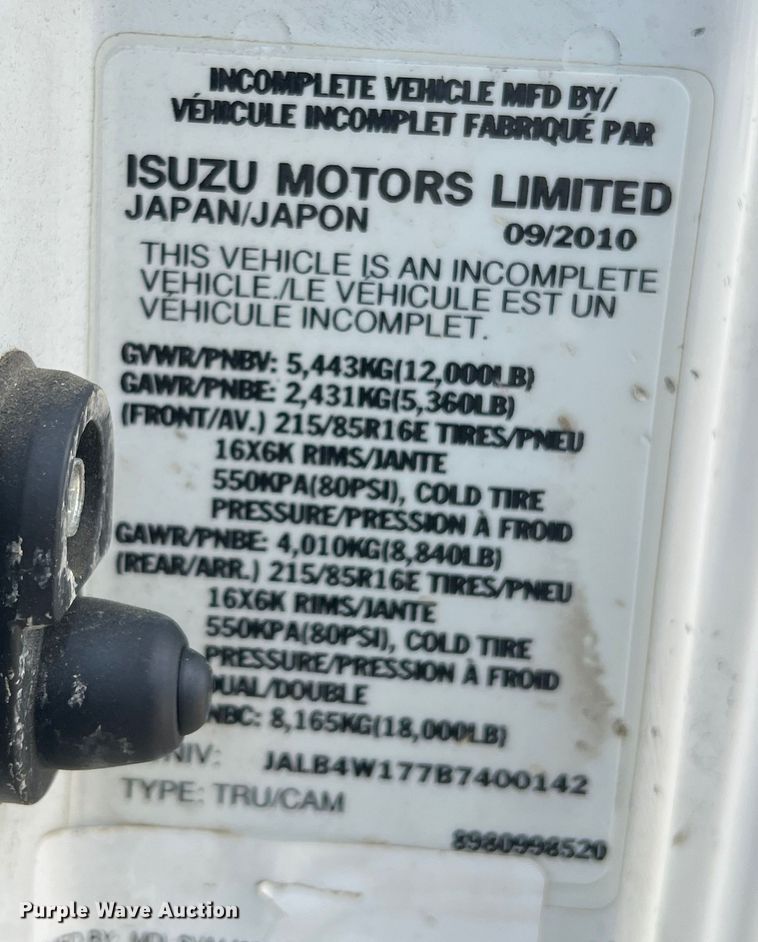 INCOMPLETE VEHICLE MFD BY/
VÉHICULE INCOMPLET FABRIQUÉ PAR
ISUZU MOTORS LIMITED
JAPAN/JAPON 09/2010
THIS VEHICLE IS AN INCOMPLETE
VEHICLE./LE VÉHICULE EST UN
VÉHICULE INCOMPLET.
GVWR/PNBV: 5,443KG(12,000LB)
GAWR/PNBE: 2,431KG(5,360LB)
(FRONT/AV.) 215/85R16E TIRES/PNEU
16X6K RIMS/JANTE
550KPA(80PSI), COLD TIRE
PRESSURE/PRESSION À FROID
GAWR/PNBE: 4,010KG(8,840LB)
(REAR/ARR.) 215/85R16E TIRES/PNEU
16X6K RIMS/JANTE
550KPA(80PSI), COLD TIRE
PRESSURE/PRESSION À FROID
DUAL/DOUBLE
NBC: 8,165KG(18,000LB)
NIV: JALB4W177B7400142
TYPE: TRU/CAM
8980998520
Purple Wave Auction